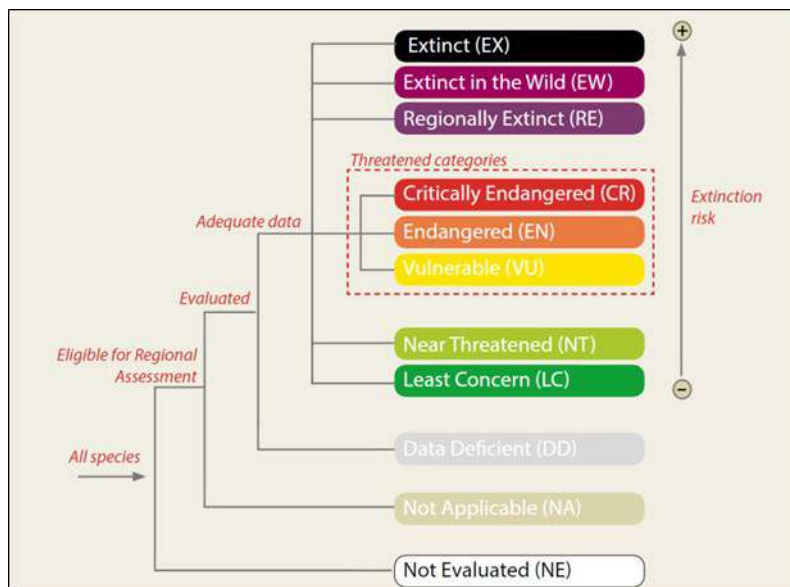 Extinct (EX)
Extinct in the Wild (EW)
Regionally Extinct (RE)
Threatened categories
Critically Endangered (CR)
Adequate data
Endangered (EN)
Extinction
risk
Vulnerable (VU)
Evaluated
Eligible for Regional
Assessment
Near Threatened (NT)
Least Concern (LC)
All species
Data Deficient (DD)
Not Applicable (NA)
Not Evaluated (NE)